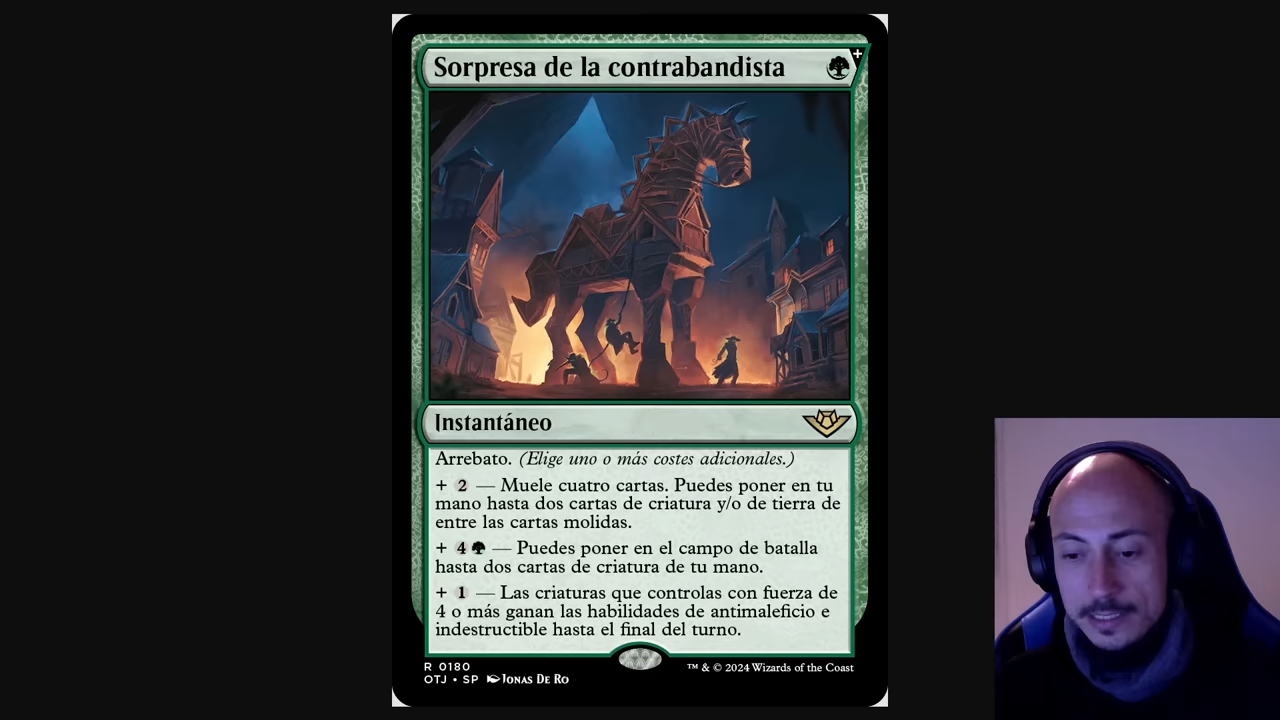 Sorpresa de la contrabandista
Instantáneo
Arrebato. (Elige uno o más costes adicionales.)
+ 2 — Muele cuatro cartas. Puedes poner en tu
mano hasta dos cartas de criatura y/o de tierra de
entre las cartas molidas.
+ 4 — Puedes poner en el campo de batalla
hasta dos cartas de criatura de tu mano.
+ 1 — Las criaturas que controlas con fuerza de
4 o más ganan las habilidades de antimaleficio e
indestructible hasta el final del turno.
R 0180
OTJ • SP Jonas De Ro
™ & © 2024 Wizards of the Coast